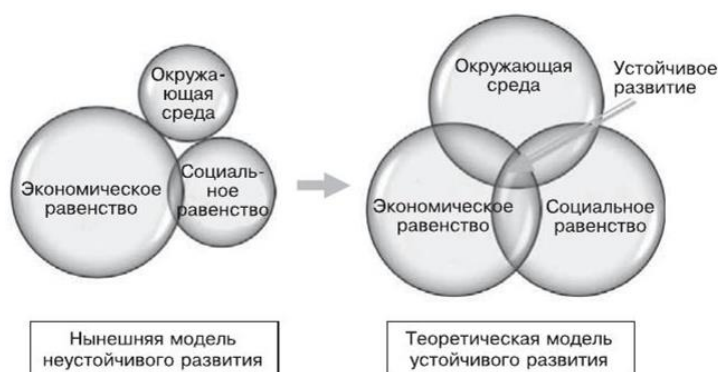 Окружа-
ющая
среда
Экономическое
равенство
Социаль-
ное
равенство
Нынешняя модель
неустойчивого развития
Окружающая
среда
Устойчивое
развитие
Экономическое
равенство
Социальное
равенство
Теоретическая модель
устойчивого развития